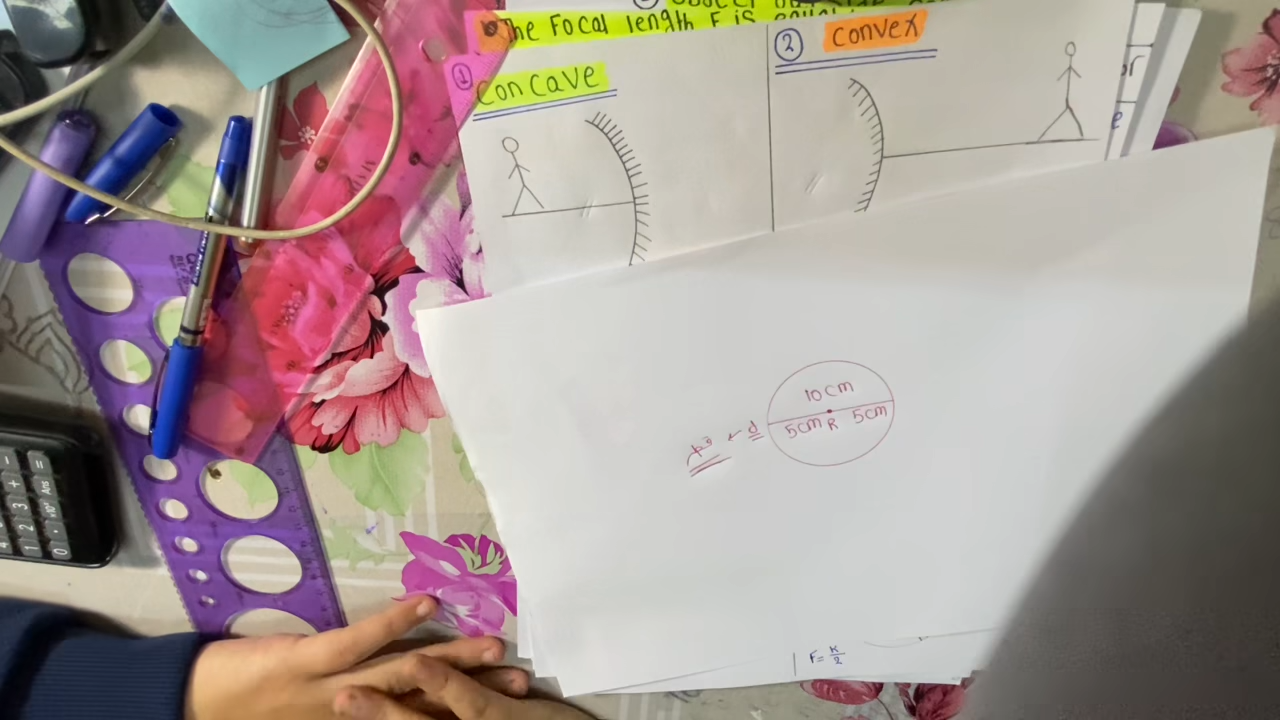 The Focal length F is
① concave
② convex
10cm
5cm R 5cm
d
F = R/2